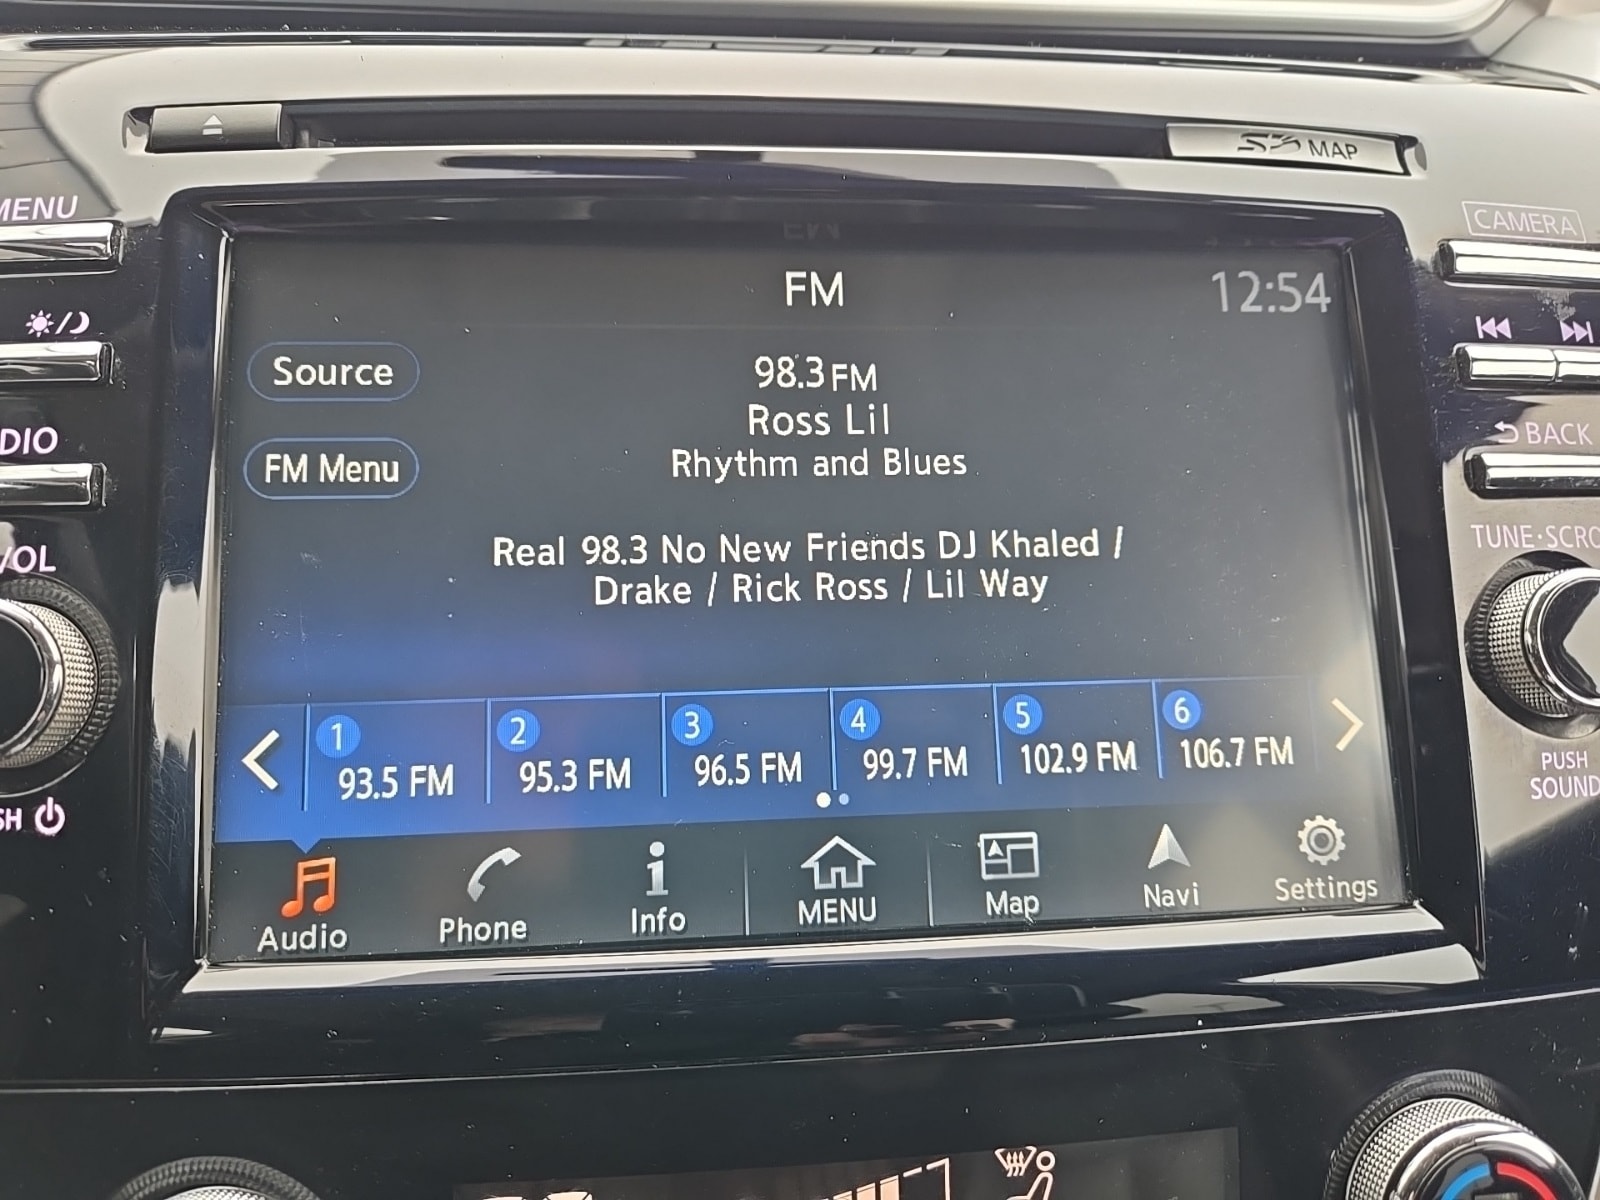 MAP
MENU
CAMERA
FM
12:54
Source
98.3 FM
Ross Lil
FM Menu
Rhythm and Blues
DIO
BACK
Real 98.3 No New Friends DJ Khaled /
Drake / Rick Ross / Lil Way
VOL
TUNE·SCRO
1 93.5 FM
2 95.3 FM
3 96.5 FM
4 99.7 FM
5 102.9 FM
6 106.7 FM
PUSH
SOUND
SH
Audio
Phone
Info
MENU
Map
Navi
Settings